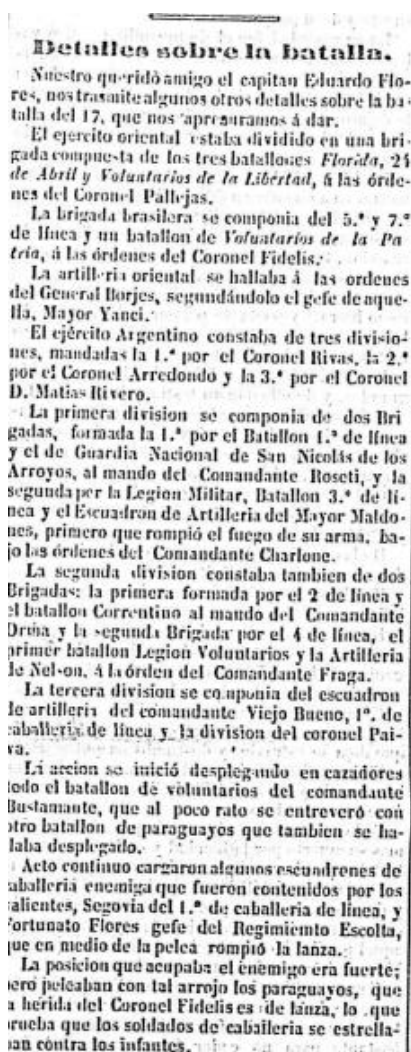 Detalles sobre la batalla.
Nuestro querido amigo el capitan Eduardo Flo-
res, nos trasmite algunos otros detalles sobre la ba-
talla del 17, que nos apresuramos á dar.
El ejercito oriental estaba dividido en una bri-
gada compuesta de los tres batallones Florida, 24
de Abril y Voluntarios de la Libertad, á las órde-
nes del Coronel Pallejas.
La brigada brasilera se componia del 5.º y 7.º
de línea y un batallon de Voluntarios de la Pa
tria, á las órdenes del Coronel Fidelis.
La artilleria oriental se hallaba á las ordenes
del General Borjes, segundándolo el gefe de aque-
lla, Mayor Yanci.
El ejército Argentino constaba de tres divisio-
nes, mandadas la 1.ª por el Coronel Rivas, la 2.ª
por el Coronel Arredondo y la 3.ª por el Coronel
D. Matias Rivero.
La primera division se componia de dos Bri
gadas, formada la 1.ª por el Batallon 1.º de línea
y el de Guardia Nacional de San Nicolás de los
Arroyos, al mando del Comandante Roseti, y la
segunda por la Legion Militar, Batallon 3.º de lí-
nea y el Escuadron de Artilleria del Mayor Maldo-
nes, primero que rompió el fuego de su arma, ba-
jo las órdenes del Comandante Charlone.
La segunda division constaba tambien de dos
Brigadas: la primera formada por el 2 de línea y
el batallon Correntino al mando del Comandante
Orma y la segunda Brigada por el 4 de línea, el
primer batallon Legion Voluntarios y la Artilleria
de Nelson, á la órden del Comandante Fraga.
La tercera division se componia del escuadron
de artilleria del comandante Viejo Bueno, 1º. de
caballeria de línea y la division del coronel Pai-
va.
La accion se inició desplegando en cazadores
todo el batallon de voluntarios del comandante
Bustamante, que al poco rato se entreveró con
otro batallon de paraguayos que tambien se ha-
laba desplegado.
Acto continuo cargaron algunos escundrones de
caballeria enemiga que fueron contenidos por los
valientes, Segovia del 1.º de caballeria de línea, y
Fortunato Flores gefe del Regimiento Escolta,
que en medio de la pelea rompió la lanza.
La posicion que acupaba el enemigo era fuerte;
pero peleaban con tal arrojo los paraguayos, que
a herida del Coronel Fidelis es de lanza, lo que
prueba que los soldados de caballeria se estrella-
ban contra los infantes.